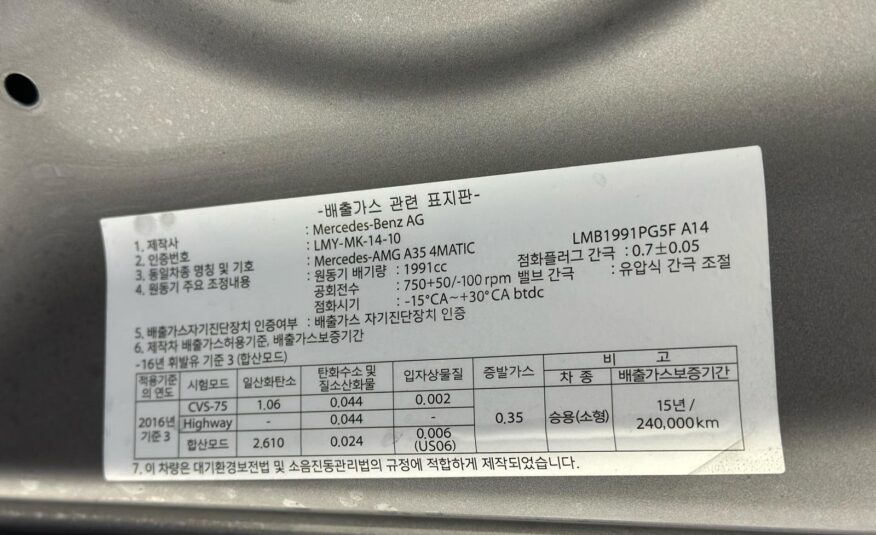 -배출가스 관련 표지판-
1. 제작사 : Mercedes-Benz AG
2. 인증번호 : LMY-MK-14-10
3. 동일차종 명칭 및 기호 : Mercedes-AMG A35 4MATIC LMB1991PG5F A14
4. 원동기 주요 조정내용 : 원동기 배기량 : 1991cc 점화플러그 간극 : 0.7±0.05
공회전수 : 750+50/-100 rpm 밸브 간극 : 유압식 간극 조절
점화시기 : -15°CA~+30°CA btdc
5. 배출가스자기진단장치 인증여부 : 배출가스 자기진단장치 인증
6. 제작차 배출가스허용기준, 배출가스보증기간
-16년 휘발유 기준 3 (합산모드)
적용기준의 연도 시험모드 일산화탄소 탄화수소 및 질소산화물 입자상물질 증발가스 비 고
차 종 배출가스보증기간
2016년 기준 3 CVS-75 1.06 0.044 0.002 0.35 승용(소형) 15년 / 240,000km
Highway - 0.044 -
합산모드 2.610 0.024 0.006 (US06)
7. 이 차량은 대기환경보전법 및 소음진동관리법의 규정에 적합하게 제작되었습니다.